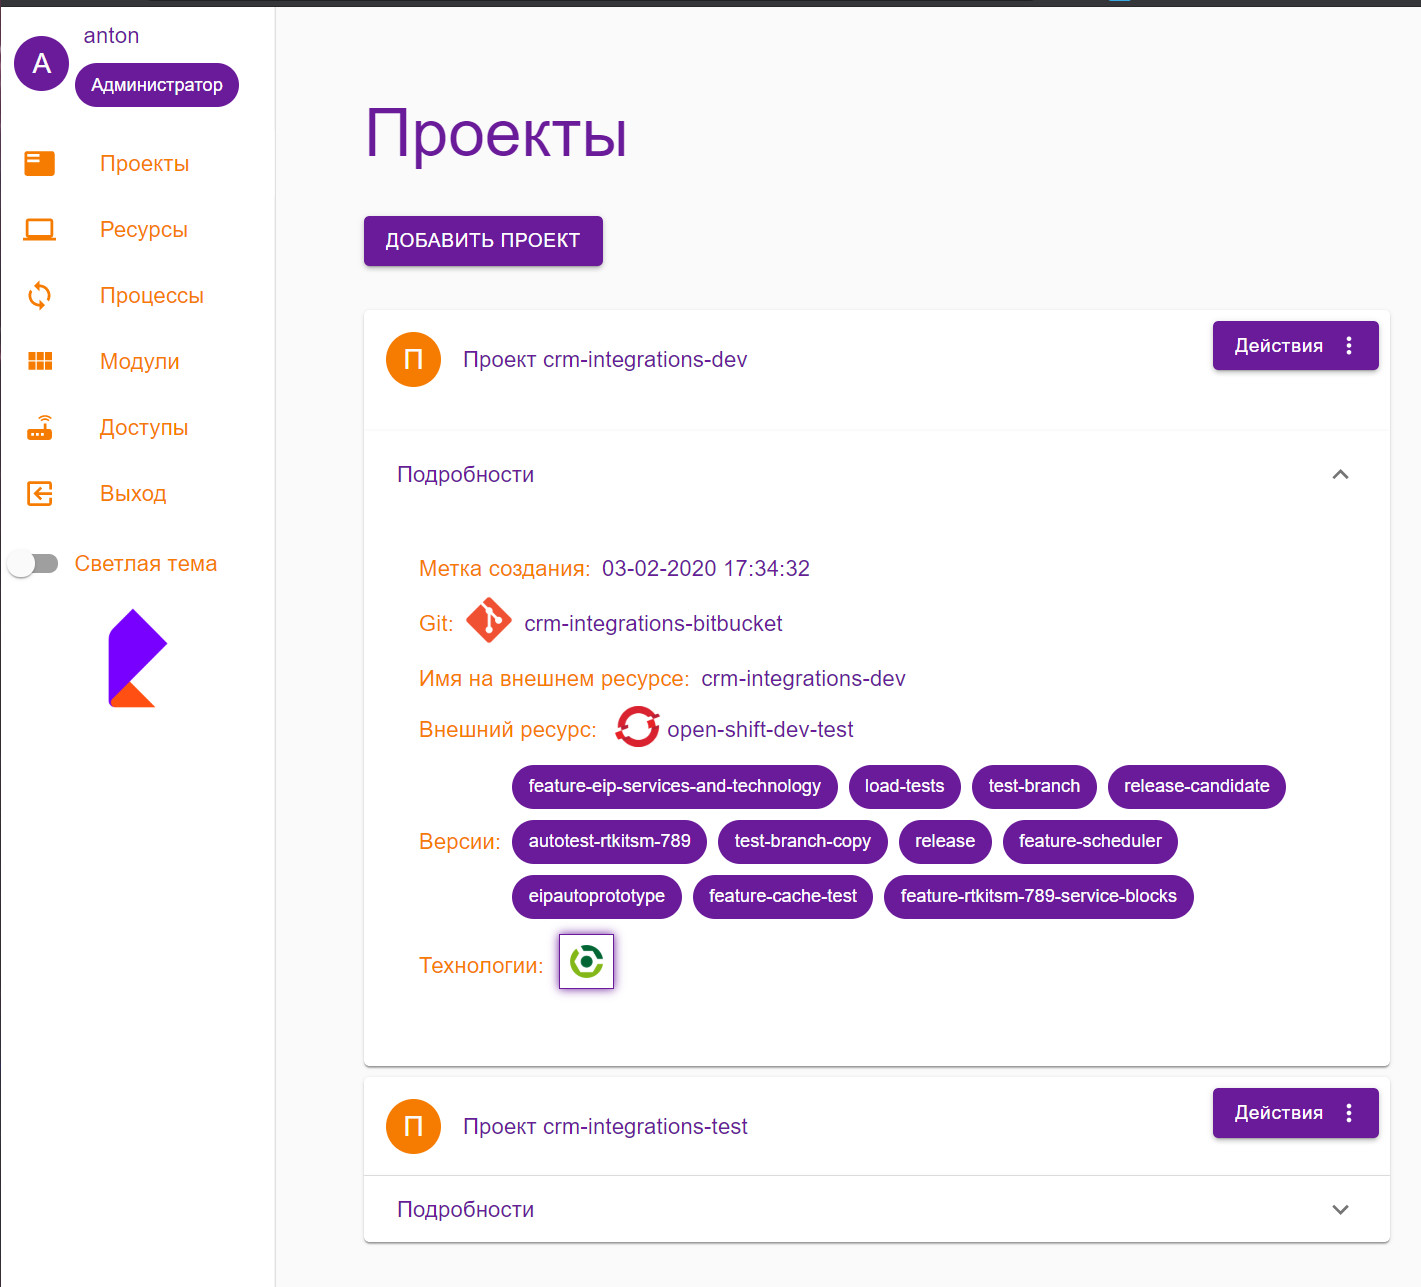 anton
A
Администратор
Проекты
Ресурсы
Процессы
Модули
Доступы
Выход
Светлая тема
Проекты
ДОБАВИТЬ ПРОЕКТ
П Проект crm-integrations-dev Действия
Подробности
Метка создания: 03-02-2020 17:34:32
Git: crm-integrations-bitbucket
Имя на внешнем ресурсе: crm-integrations-dev
Внешний ресурс: open-shift-dev-test
feature-eip-services-and-technology load-tests test-branch release-candidate
Версии: autotest-rtkitsm-789 test-branch-copy release feature-scheduler
eipautoprototype feature-cache-test feature-rtkitsm-789-service-blocks
Технологии:
П Проект crm-integrations-test Действия
Подробности